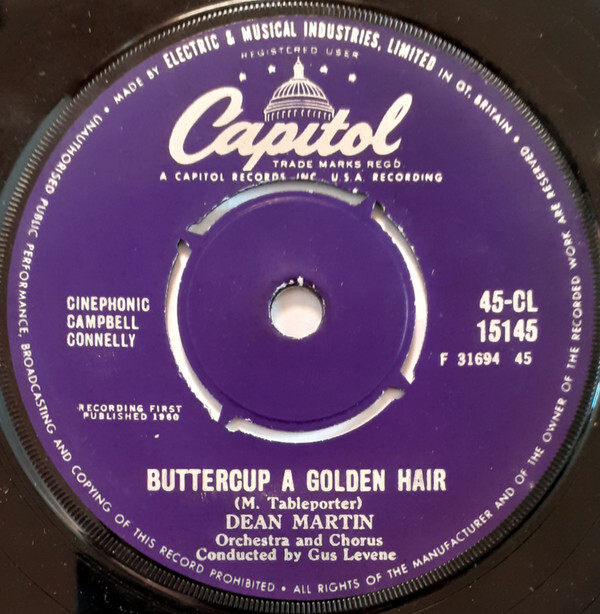 MADE BY ELECTRIC & MUSICAL INDUSTRIES, LIMITED IN GT. BRITAIN • ALL RIGHTS OF THE MANUFACTURER AND OF THE OWNER OF THE RECORDED WORK ARE RESERVED
UNAUTHORISED PUBLIC PERFORMANCE, BROADCASTING AND COPYING OF THIS RECORD PROHIBITED •
REGISTERED USER
Capitol
TRADE MARKS REGD.
A CAPITOL RECORDS, INC., U.S.A. RECORDING
CINEPHONIC
CAMPBELL
CONNELLY
45-CL
15145
F 31694 45
RECORDING FIRST
PUBLISHED 1960
BUTTERCUP A GOLDEN HAIR
(M. Tableporter)
DEAN MARTIN
Orchestra and Chorus
Conducted by Gus Levene